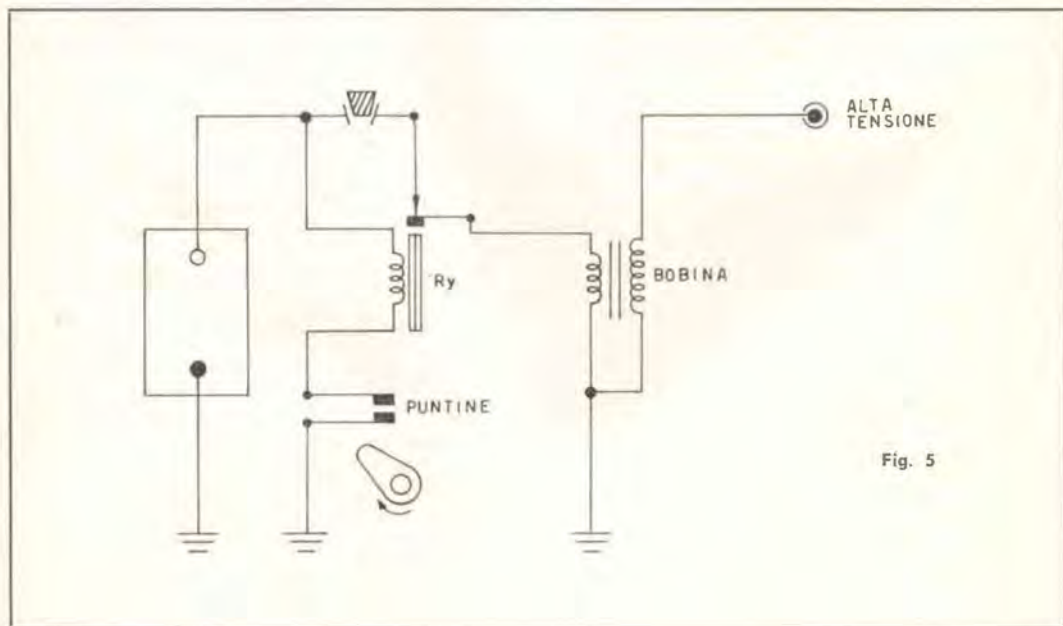 ALTA
TENSIONE
Ry
BOBINA
PUNTINE
Fig. 5